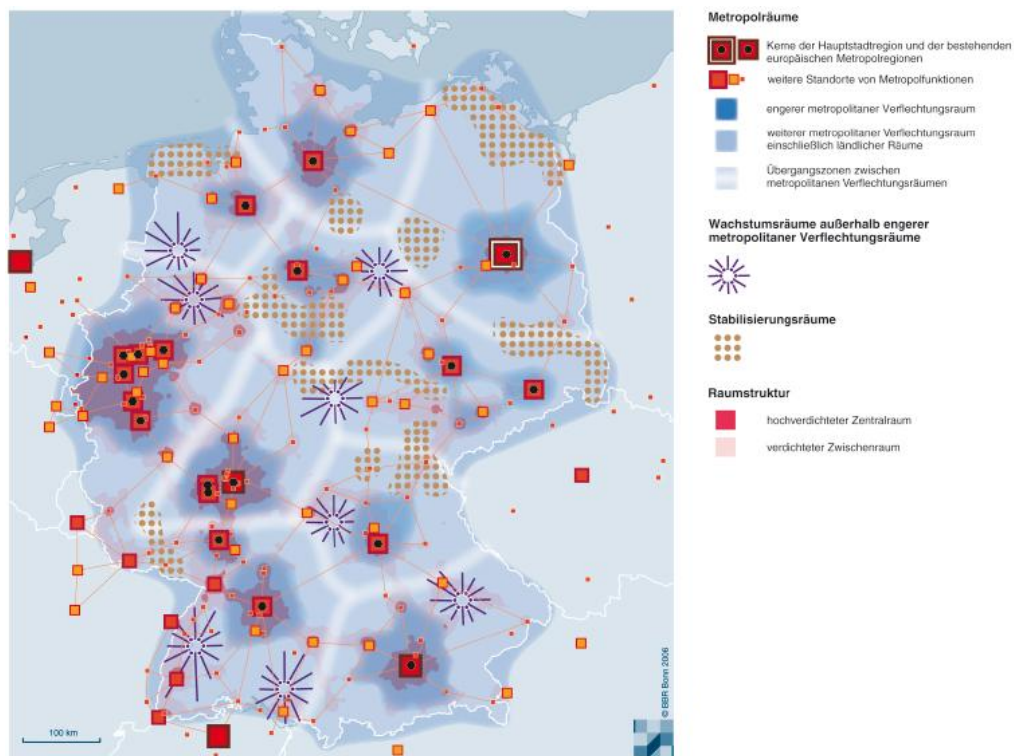 Metropolräume
Kerne der Hauptstadtregion und der bestehenden
europäischen Metropolregionen
weitere Standorte von Metropolfunktionen
engerer metropolitaner Verflechtungsraum
weiterer metropolitaner Verflechtungsraum
einschließlich ländlicher Räume
Übergangszonen zwischen
metropolitanen Verflechtungsräumen
Wachstumsräume außerhalb engerer
metropolitaner Verflechtungsräume
Stabilisierungsräume
Raumstruktur
hochverdichteter Zentralraum
verdichteter Zwischenraum
100 km
© BBR Bonn 2006